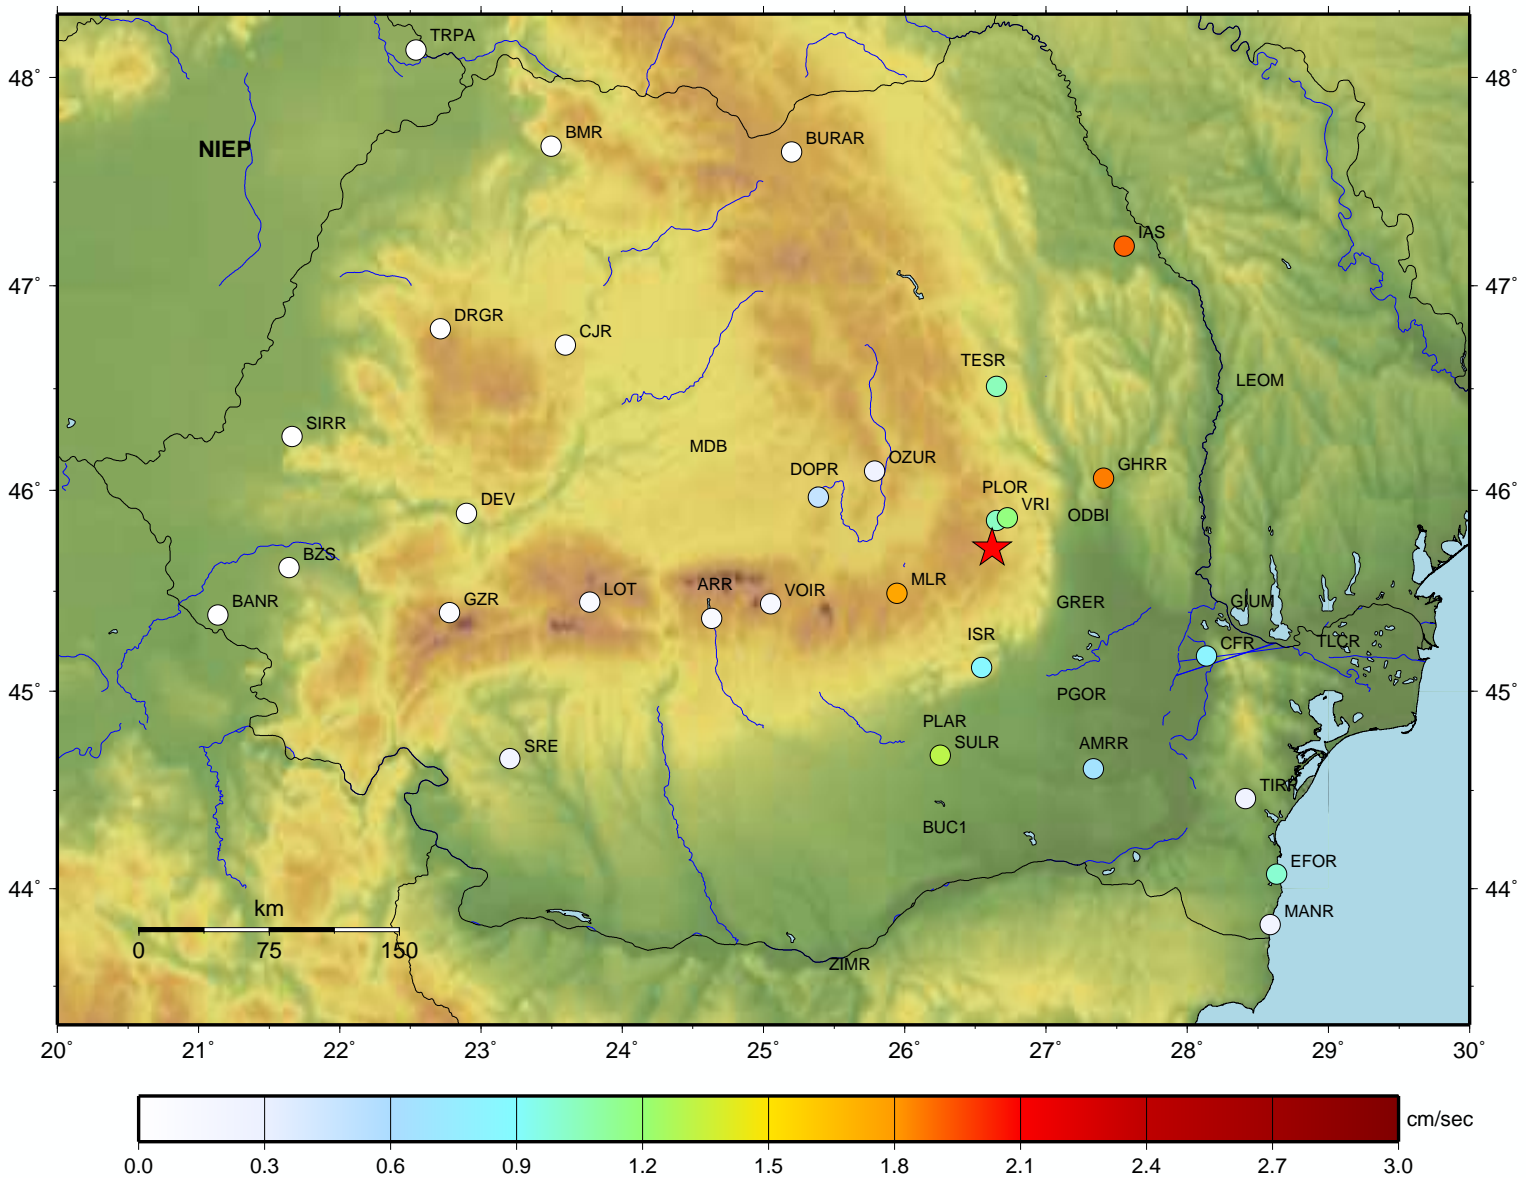 TRPA
48° 48°
BMR
BURAR
NIEP
IAS
47° 47°
DRGR
CJR
TESR
LEOM
SIRR
MDB
DOPR
OZUR
GHRR
46° 46°
DEV
PLOR
VRI
ODBI
BZS
BANR
GZR
LOT
ARR
VOIR
MLR
GRER
GIUM
ISR
CFR
TLCR
45° 45°
PGOR
PLAR
SRE
SULR
AMRR
TIRR
BUC1
EFOR
44° 44°
km
MANR
0 75 150
ZIMR
20° 21° 22° 23° 24° 25° 26° 27° 28° 29° 30°
cm/sec
0.0 0.3 0.6 0.9 1.2 1.5 1.8 2.1 2.4 2.7 3.0